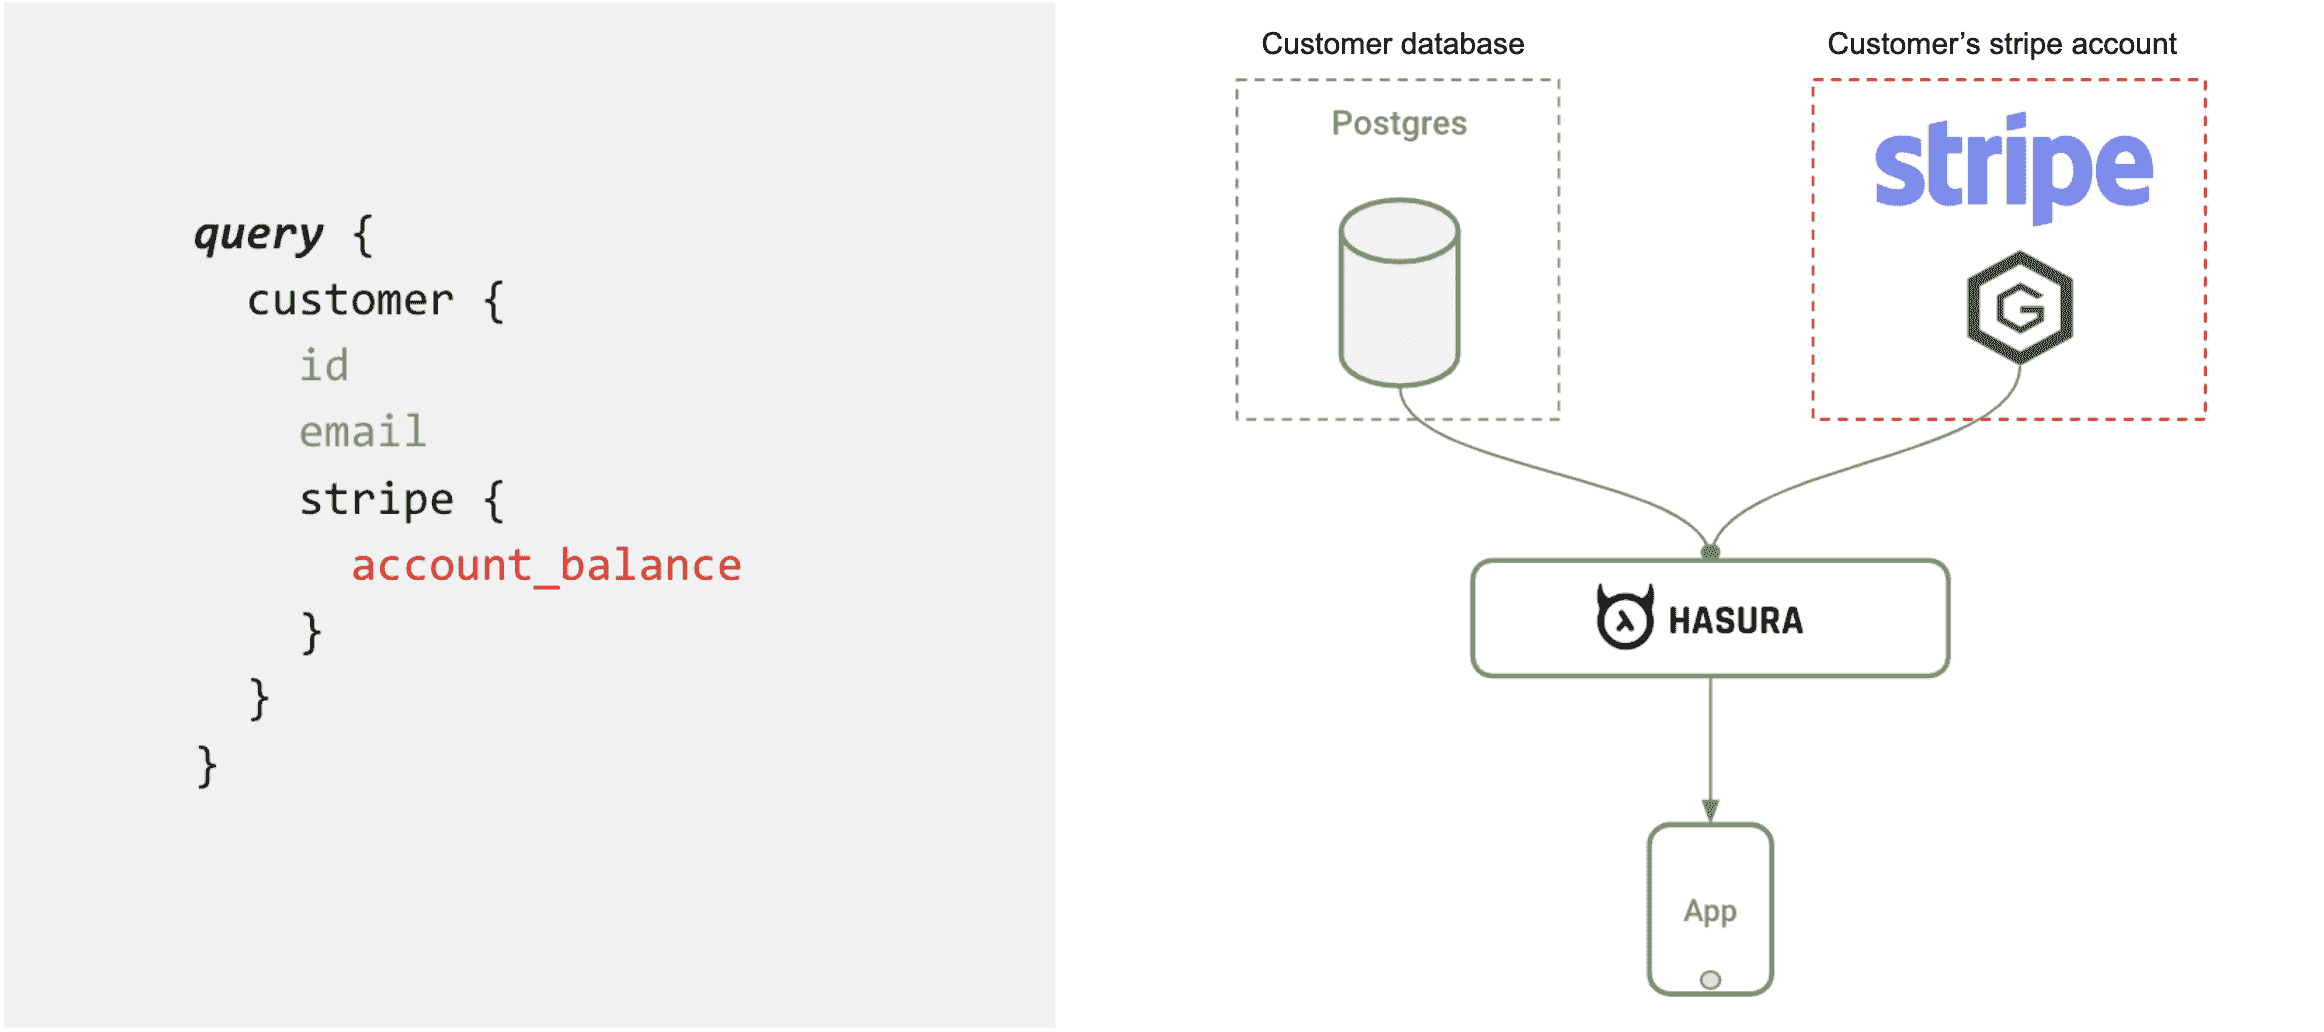 query {
customer {
id
email
stripe {
account_balance
}
}
}
Customer database
Postgres
Customer’s stripe account
stripe
G
λ HASURA
App